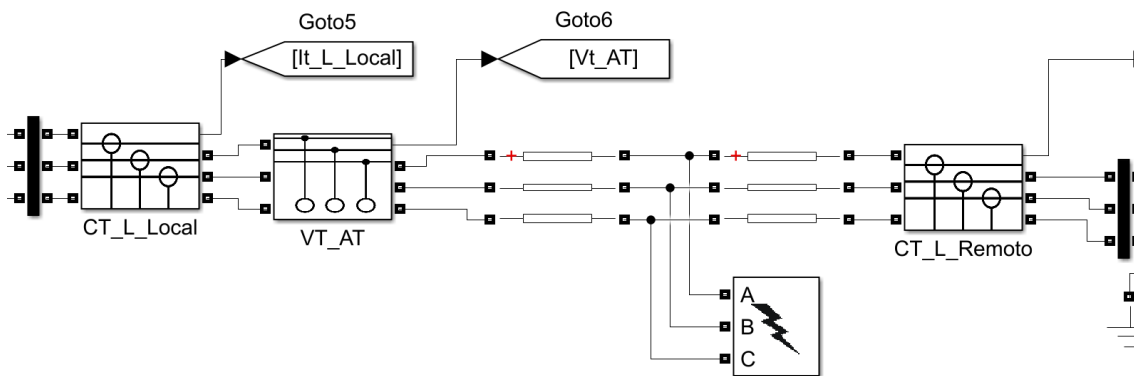 Goto5
Goto6
[It_L_Local]
[Vt_AT]
CT_L_Local
VT_AT
CT_L_Remoto
A
B
C